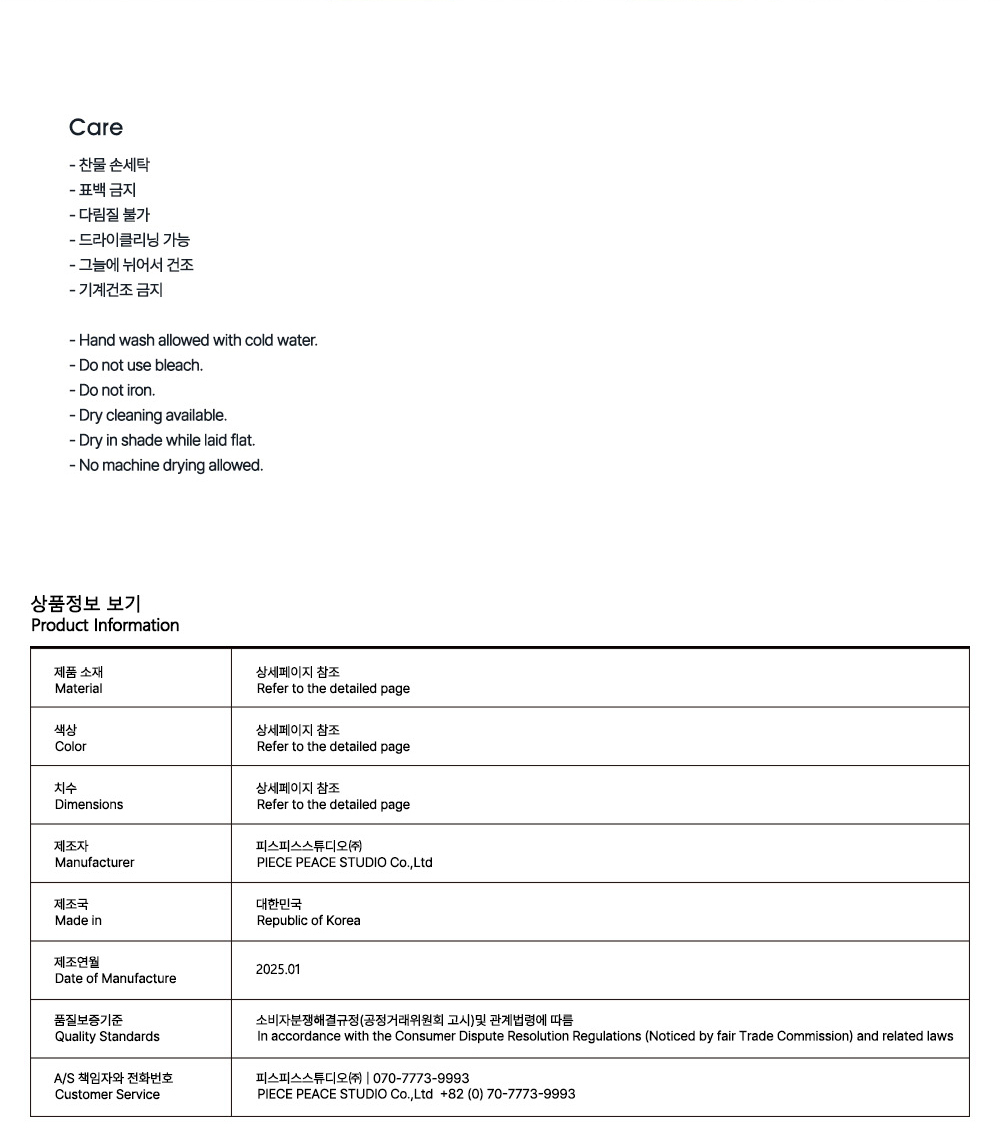 Care
- 찬물 손세탁
- 표백 금지
- 다림질 불가
- 드라이클리닝 가능
- 그늘에 뉘어서 건조
- 기계건조 금지
- Hand wash allowed with cold water.
- Do not use bleach.
- Do not iron.
- Dry cleaning available.
- Dry in shade while laid flat.
- No machine drying allowed.
상품정보 보기
Product Information
제품 소재
Material
상세페이지 참조
Refer to the detailed page
색상
Color
상세페이지 참조
Refer to the detailed page
치수
Dimensions
상세페이지 참조
Refer to the detailed page
제조자
Manufacturer
피스피스스튜디오㈜
PIECE PEACE STUDIO Co.,Ltd
제조국
Made in
대한민국
Republic of Korea
제조연월
Date of Manufacture
2025.01
품질보증기준
Quality Standards
소비자분쟁해결규정(공정거래위원회 고시)및 관계법령에 따름
In accordance with the Consumer Dispute Resolution Regulations (Noticed by fair Trade Commission) and related laws
A/S 책임자와 전화번호
Customer Service
피스피스스튜디오㈜ | 070-7773-9993
PIECE PEACE STUDIO Co.,Ltd +82 (0) 70-7773-9993